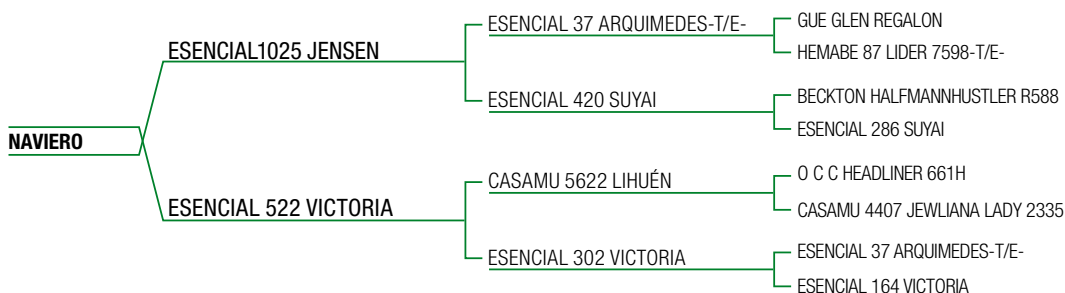 NAVIERO
ESENCIAL1025 JENSEN
ESENCIAL 522 VICTORIA
ESENCIAL 37 ARQUIMEDES-T/E-
ESENCIAL 420 SUYAI
CASAMU 5622 LIHUÉN
ESENCIAL 302 VICTORIA
GUE GLEN REGALON
HEMABE 87 LIDER 7598-T/E-
BECKTON HALFMANNHUSTLER R588
ESENCIAL 286 SUYAI
O C C HEADLINER 661H
CASAMU 4407 JEWLIANA LADY 2335
ESENCIAL 37 ARQUIMEDES-T/E-
ESENCIAL 164 VICTORIA